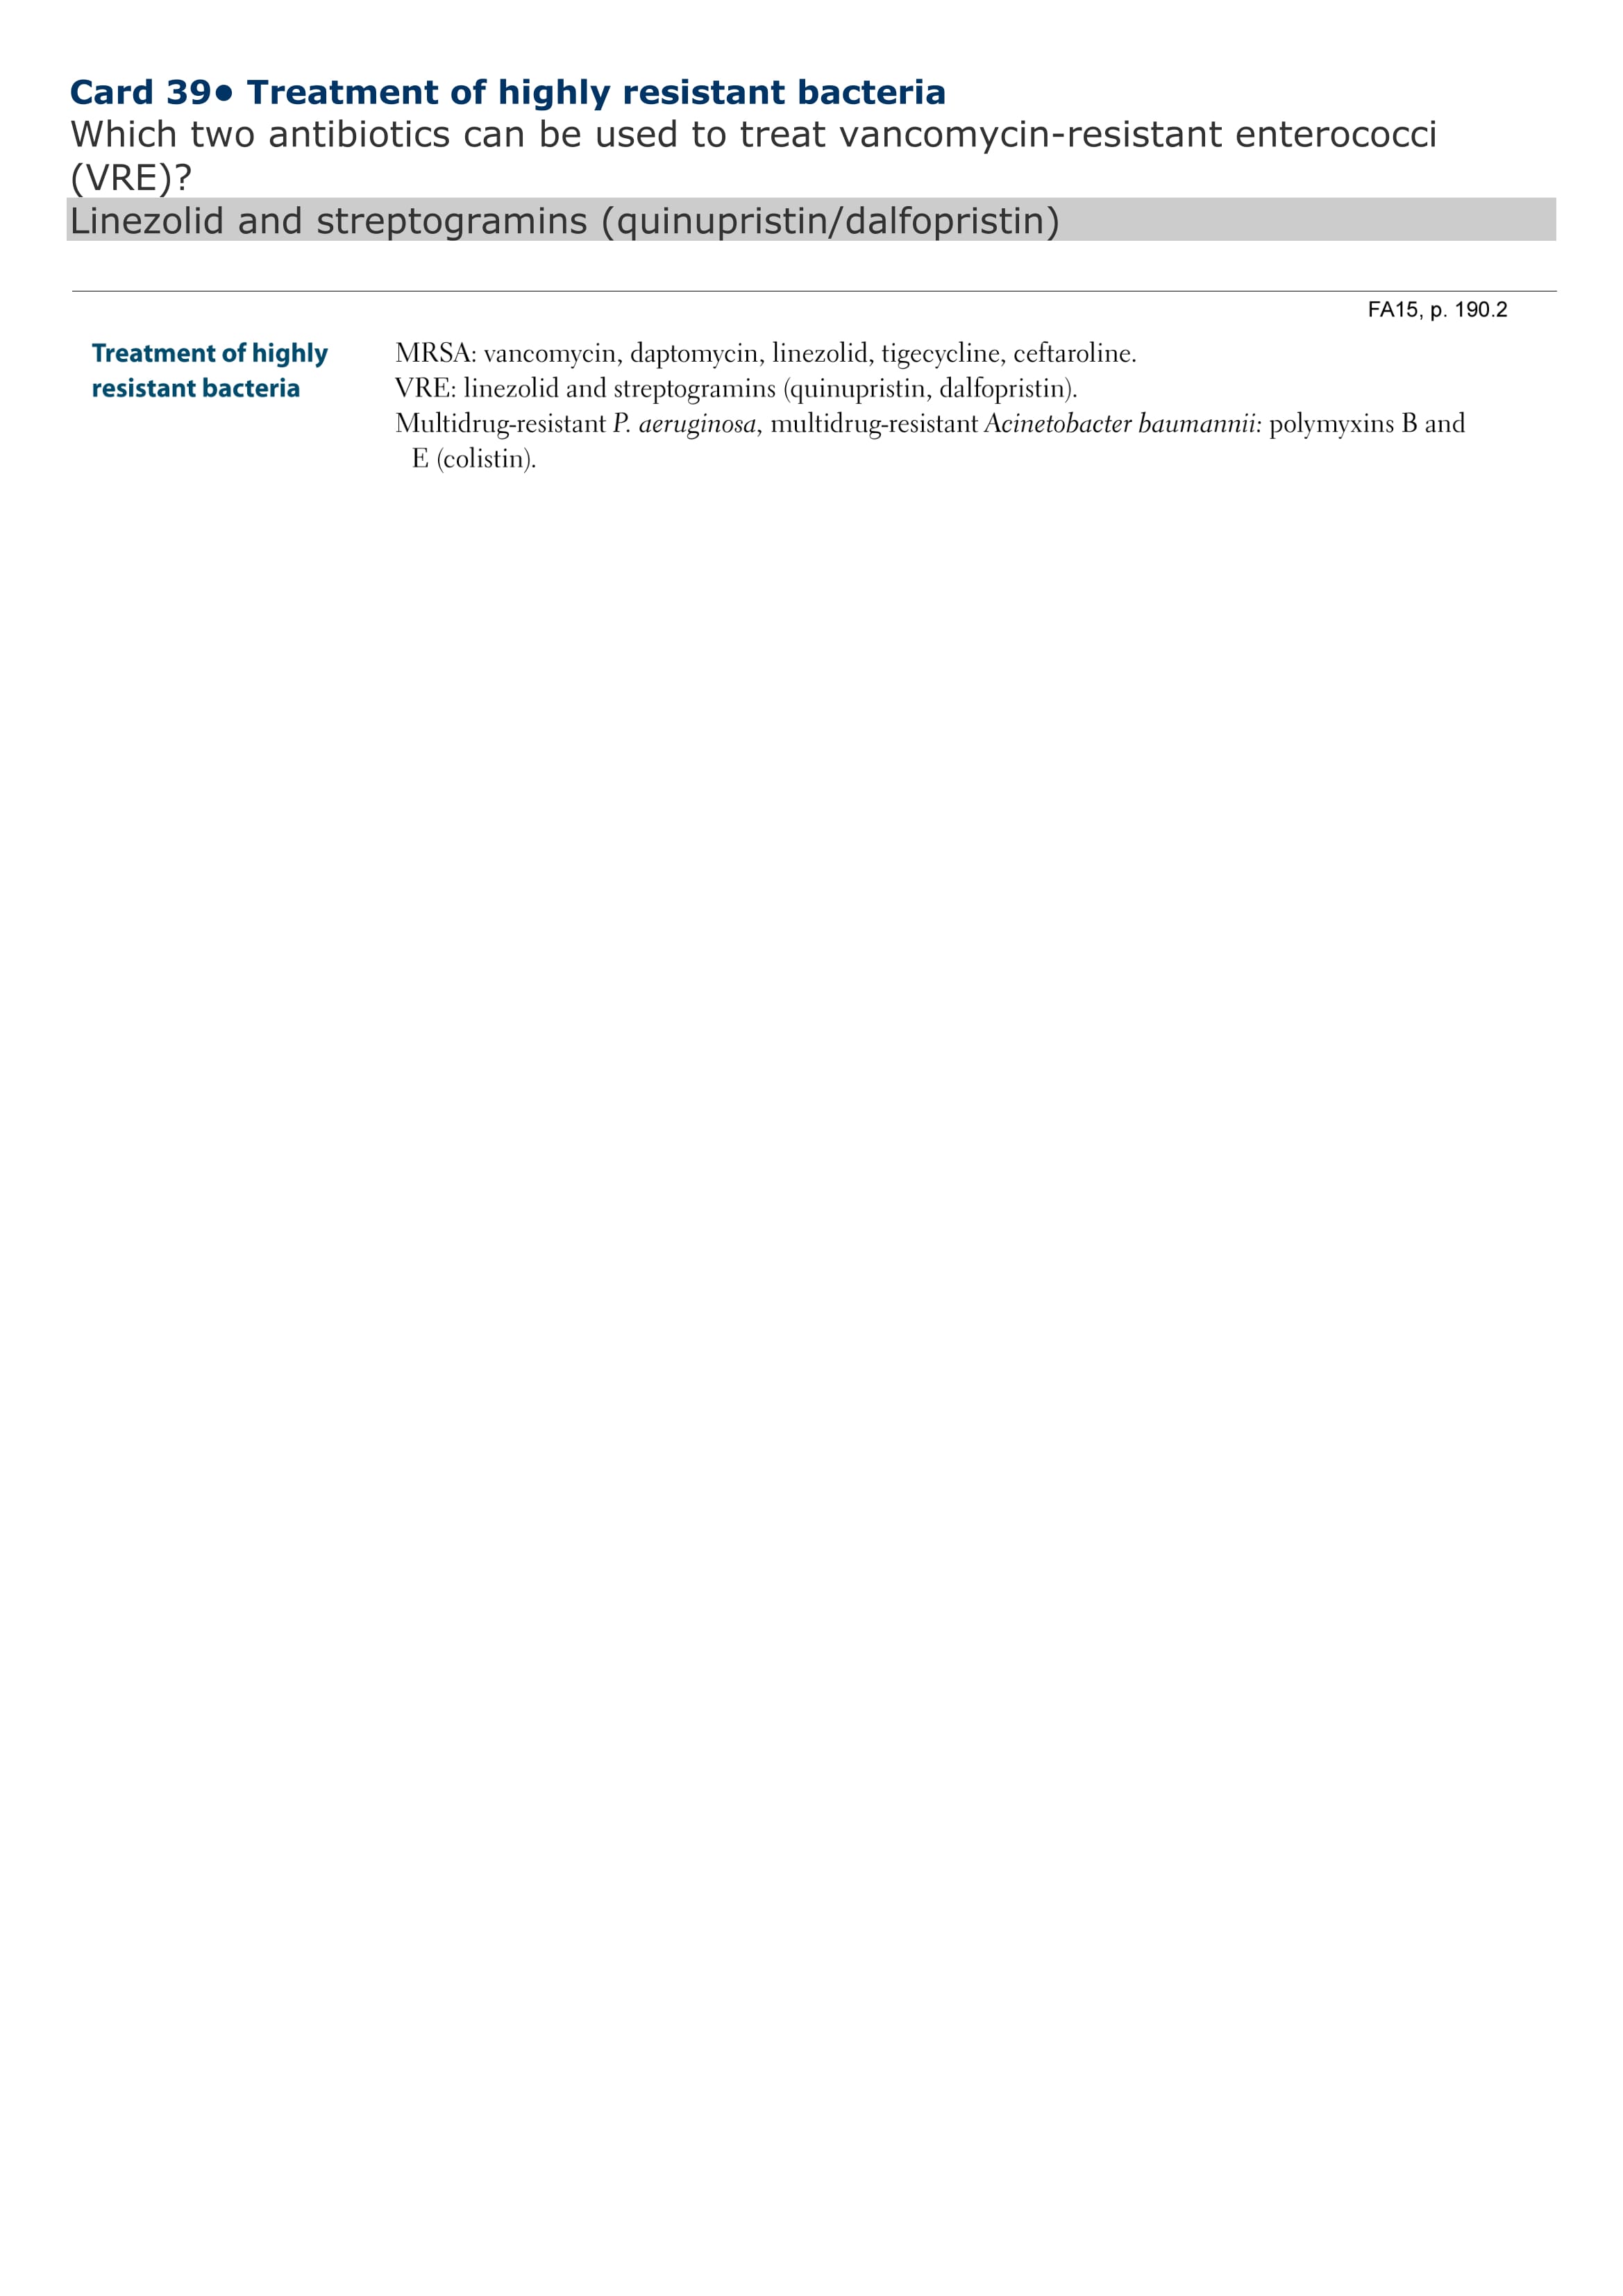 Card 39• Treatment of highly resistant bacteria
Which two antibiotics can be used to treat vancomycin-resistant enterococci
(VRE)?
Linezolid and streptogramins (quinupristin/dalfopristin)
FA15, p. 190.2
Treatment of highly
resistant bacteria
MRSA: vancomycin, daptomycin, linezolid, tigecycline, ceftaroline.
VRE: linezolid and streptogramins (quinupristin, dalfopristin).
Multidrug-resistant P. aeruginosa, multidrug-resistant Acinetobacter baumannii: polymyxins B and
E (colistin).